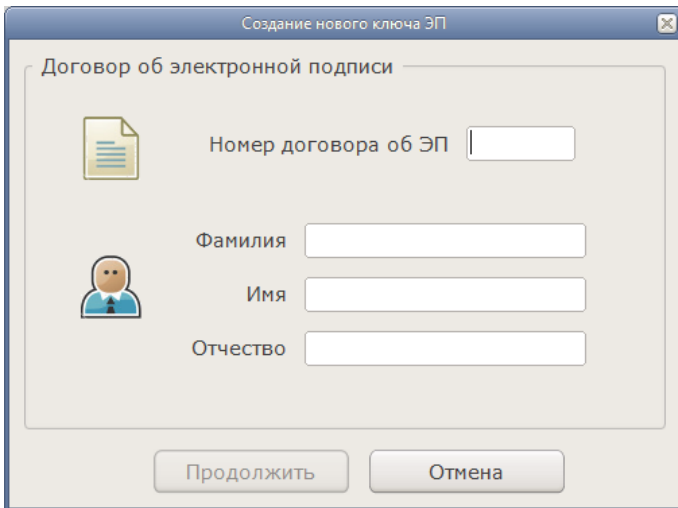 Создание нового ключа ЭП
Договор об электронной подписи
Номер договора об ЭП
Фамилия
Имя
Отчество
Продолжить Отмена